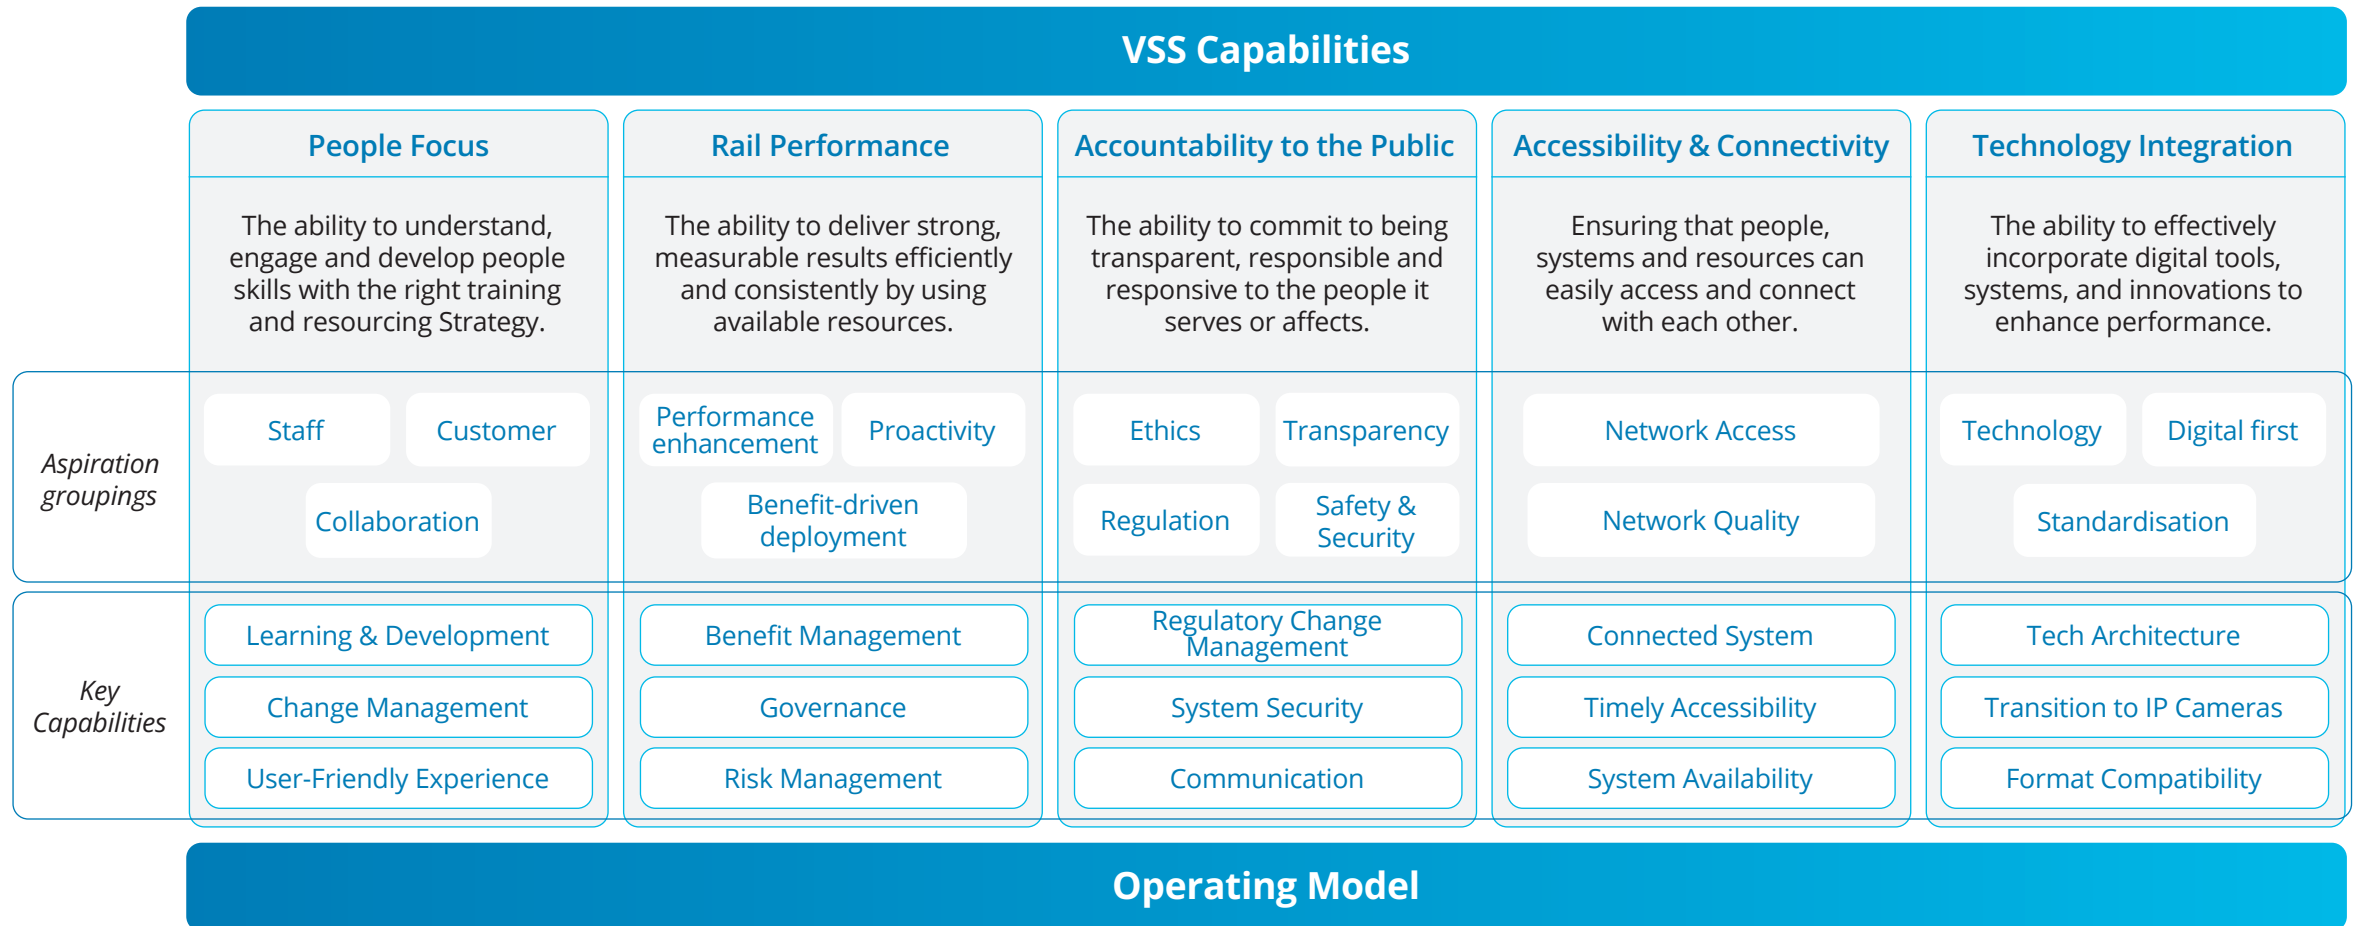 VSS Capabilities
People Focus
The ability to understand,
engage and develop people
skills with the right training
and resourcing Strategy.
Rail Performance
The ability to deliver strong,
measurable results efficiently
and consistently by using
available resources.
Accountability to the Public
The ability to commit to being
transparent, responsible and
responsive to the people it
serves or affects.
Accessibility & Connectivity
Ensuring that people,
systems and resources can
easily access and connect
with each other.
Technology Integration
The ability to effectively
incorporate digital tools,
systems, and innovations to
enhance performance.
Aspiration
groupings
Staff
Customer
Collaboration
Performance
enhancement
Proactivity
Benefit-driven
deployment
Ethics
Transparency
Regulation
Safety &
Security
Network Access
Network Quality
Technology
Digital first
Standardisation
Key
Capabilities
Learning & Development
Change Management
User-Friendly Experience
Benefit Management
Governance
Risk Management
Regulatory Change
Management
System Security
Communication
Connected System
Timely Accessibility
System Availability
Tech Architecture
Transition to IP Cameras
Format Compatibility
Operating Model